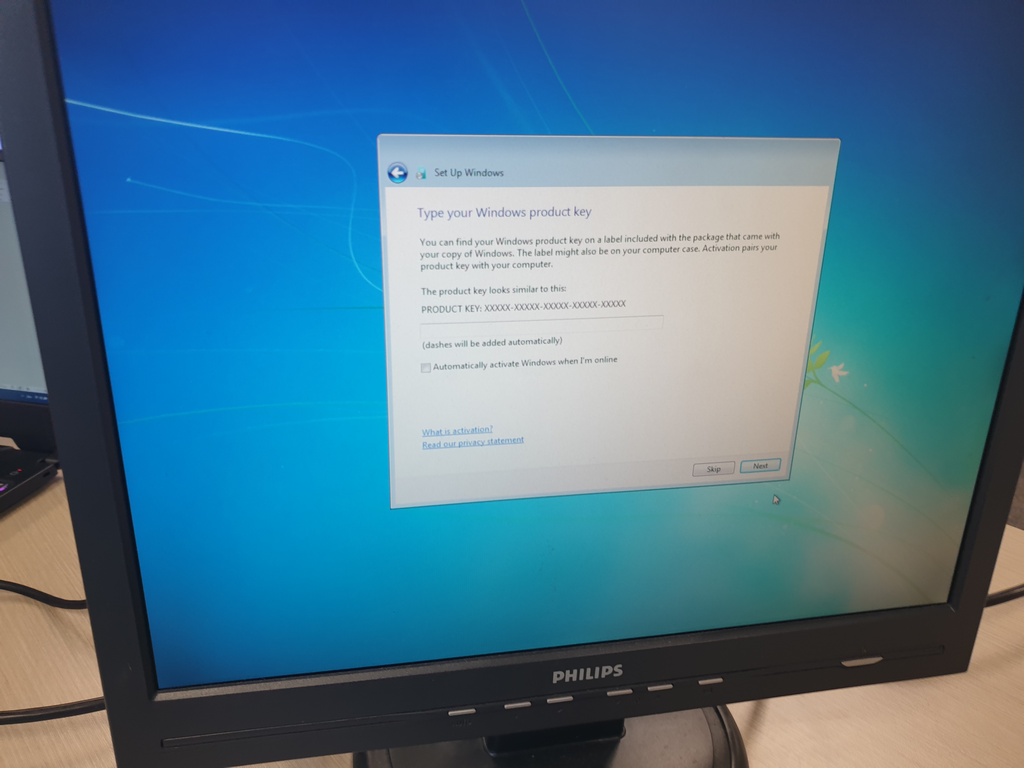 Set Up Windows
Type your Windows product key
You can find your Windows product key on a label included with the package that came with
your copy of Windows. The label might also be on your computer case. Activation pairs your
product key with your computer.
The product key looks similar to this:
PRODUCT KEY: XXXXX-XXXXX-XXXXX-XXXXX-XXXXX
(dashes will be added automatically)
Automatically activate Windows when I'm online
What is activation?
Read our privacy statement
Skip
Next
PHILIPS